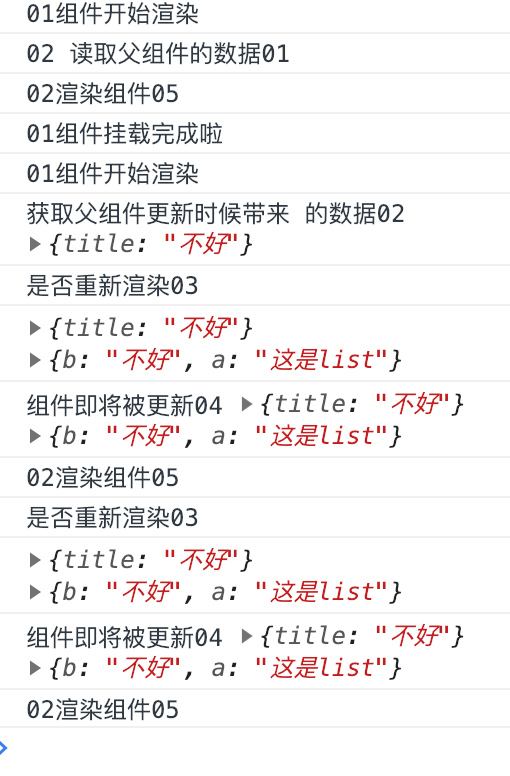 01组件开始渲染
02 读取父组件的数据01
02渲染组件05
01组件挂载完成啦
01组件开始渲染
获取父组件更新时候带来 的数据02
{title: "不好"}
是否重新渲染03
{title: "不好"}
{b: "不好", a: "这是list"}
组件即将被更新04 {title: "不好"}
{b: "不好", a: "这是list"}
02渲染组件05
是否重新渲染03
{title: "不好"}
{b: "不好", a: "这是list"}
组件即将被更新04 {title: "不好"}
{b: "不好", a: "这是list"}
02渲染组件05